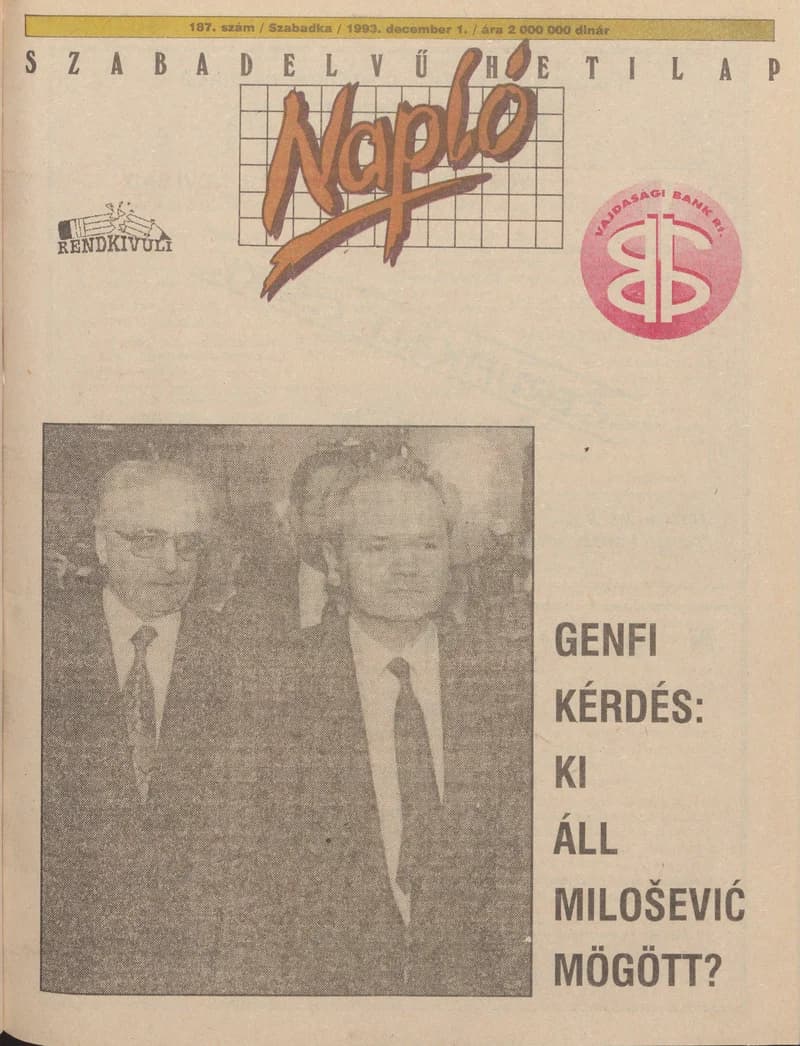 187. szám / Szabadka / 1993. december 1. / ára 2 000 000 dinár
SZABADELVŰ HETILAP
Napló
RENDKIVÜLI
VAJDASÁGI BANK Rt.
GENFI
KÉRDÉS:
KI
ÁLL
MILOŠEVIĆ
MÖGÖTT?